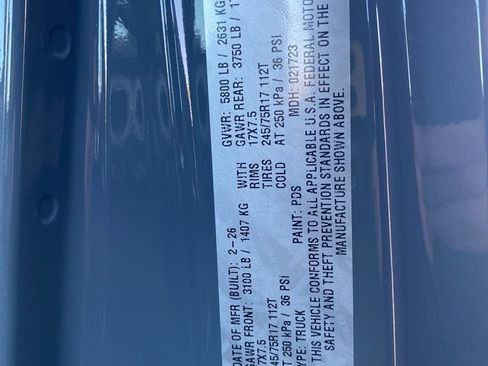 DATE OF MFR (BUILT): 2-26 GVWR: 5800 LB / 2631 KG
GAWR FRONT: 3100 LB / 1407 KG WITH GAWR REAR: 3750 LB / 17
17X7.5 RIMS 17X7.5
245/75R17 112T TIRES 245/75R17 112T
AT 250 kPa / 36 PSI COLD AT 250 kPa / 36 PSI
PAINT: PDS MDH: 021723
TYPE: TRUCK
THIS VEHICLE CONFORMS TO ALL APPLICABLE U.S.A. FEDERAL MOTOR
SAFETY AND THEFT PREVENTION STANDARDS IN EFFECT ON THE
MANUFACTURE SHOWN ABOVE.